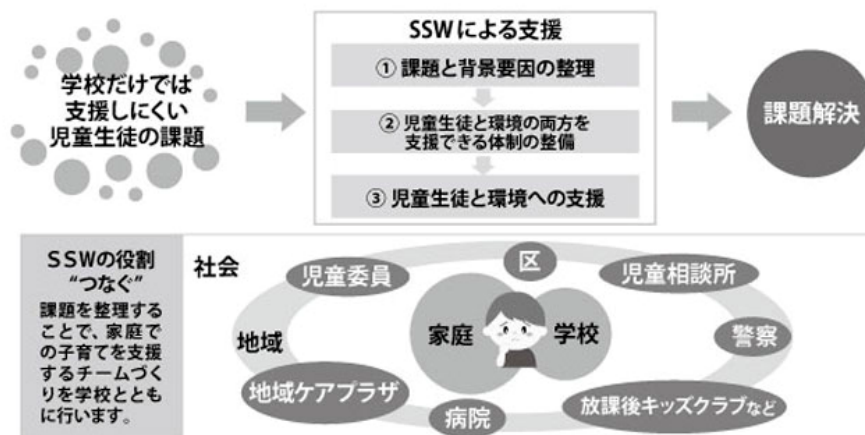 学校だけでは
支援しにくい
児童生徒の課題
SSWによる支援
① 課題と背景要因の整理
② 児童生徒と環境の両方を
支援できる体制の整備
③ 児童生徒と環境への支援
課題解決
SSWの役割
“つなぐ”
課題を整理する
ことで、家庭で
の子育てを支援
するチームづく
りを学校ととも
に行います。
社会
児童委員
区
児童相談所
地域
家庭
学校
警察
地域ケアプラザ
病院
放課後キッズクラブなど